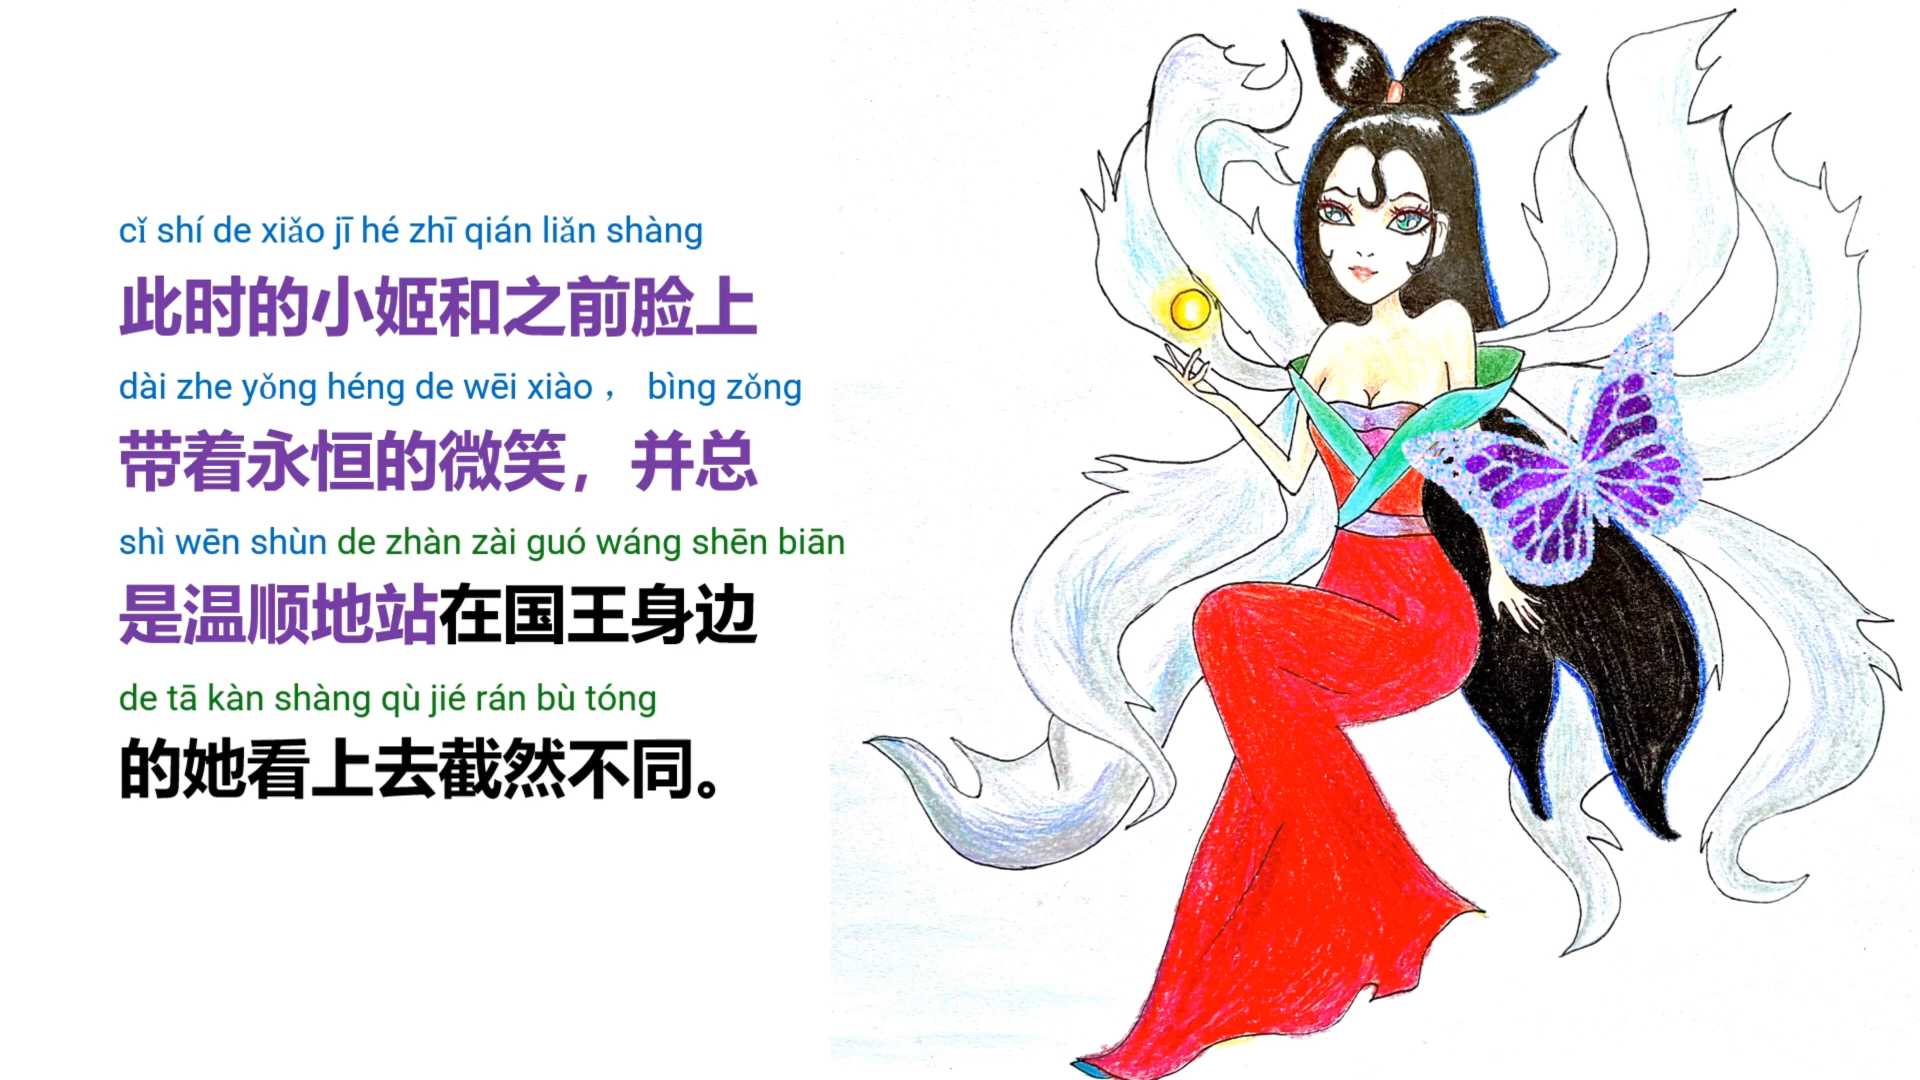 cǐ shí de xiǎo jī hé zhī qián liǎn shàng
此时的小姬和之前脸上
dài zhe yǒng héng de wēi xiào， bìng zǒng
带着永恒的微笑，并总
shì wēn shùn de zhàn zài guó wáng shēn biān
是温顺地站在国王身边
de tā kàn shàng qù jié rán bù tóng
的她看上去截然不同。